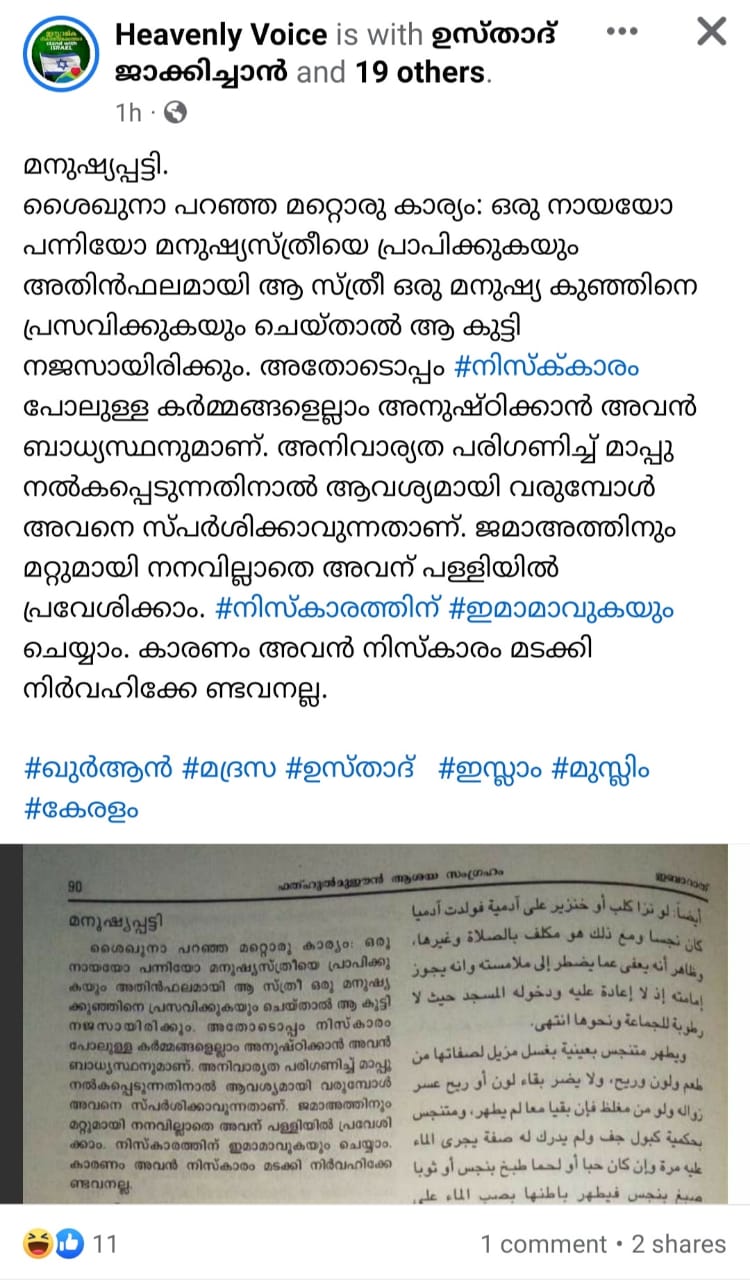 Heavenly Voice is with ഉസ്താദ്
ജാക്കിച്ചാൻ and 19 others.
1h ·
മനുഷ്യപ്പട്ടി.
ശൈഖുനാ പറഞ്ഞ മറ്റൊരു കാര്യം: ഒരു നായയോ
പന്നിയോ മനുഷ്യസ്ത്രീയെ പ്രാപിക്കുകയും
അതിൻഫലമായി ആ സ്ത്രീ ഒരു മനുഷ്യ കുഞ്ഞിനെ
പ്രസവിക്കുകയും ചെയ്താൽ ആ കുട്ടി
നജസായിരിക്കും. അതോടൊപ്പം #നിസ്ക്കാരം
പോലുള്ള കർമ്മങ്ങളെല്ലാം അനുഷ്ഠിക്കാൻ അവൻ
ബാധ്യസ്ഥനുമാണ്. അനിവാര്യത പരിഗണിച്ച് മാപ്പു
നൽകപ്പെടുന്നതിനാൽ ആവശ്യമായി വരുമ്പോൾ
അവനെ സ്പർശിക്കാവുന്നതാണ്. ജമാഅത്തിനും
മറ്റുമായി നനവില്ലാതെ അവന് പള്ളിയിൽ
പ്രവേശിക്കാം. #നിസ്കാരത്തിന് #ഇമാമാവുകയും
ചെയ്യാം. കാരണം അവൻ നിസ്കാരം മടക്കി
നിർവഹിക്കേ ണ്ടവനല്ല.
#ഖുർആൻ #മദ്രസ #ഉസ്താദ് #ഇസ്ലാം #മുസ്ലിം
#കേരളം
90 ഫത്ഹുൽമുഈൻ ആശയ സംഗ്രഹം ഇബാറാത്
മനുഷ്യപ്പട്ടി
ശൈഖുനാ പറഞ്ഞ മറ്റൊരു കാര്യം: ഒരു
നായയോ പന്നിയോ മനുഷ്യസ്ത്രീയെ പ്രാപിക്കു
കയും അതിൻഫലമായി ആ സ്ത്രീ ഒരു മനുഷ്യ
ക്കുഞ്ഞിനെ പ്രസവിക്കുകയും ചെയ്താൽ ആ കുട്ടി
നജസായിരിക്കും. അതോടൊപ്പം നിസ്കാരം
പോലുള്ള കർമ്മങ്ങളെല്ലാം അനുഷ്ഠിക്കാൻ അവൻ
ബാധ്യസ്ഥനുമാണ്. അനിവാര്യത പരിഗണിച്ച് മാപ്പു
നൽകപ്പെടുന്നതിനാൽ ആവശ്യമായി വരുമ്പോൾ
അവനെ സ്പർശിക്കാവുന്നതാണ്. ജമാഅത്തിനും
മറ്റുമായി നനവില്ലാതെ അവന് പള്ളിയിൽ പ്രവേശി
ക്കാം. നിസ്കാരത്തിന് ഇമാമാവുകയും ചെയ്യാം.
കാരണം അവൻ നിസ്കാരം മടക്കി നിർവഹിക്കേ
ണ്ടവനല്ല.
أيضا: لو نزا كلب أو خنزير على آدمية فولدت آدميا
كان نجسا ومع ذلك هو مكلف بالصلاة وغيرها،
وظاهر أنه يعفى عما يضطر إلى ملامسته وأنه يجوز
إمامته إذ لا إعادة عليه ودخوله المسجد حيث لا
رطوبة للجماعة ونحوها انتهى.
ويطهر متنجس بعينية بغسل مزيل لصفاتها من
طعم ولون وريح، ولا يضر بقاء لون أو ريح عسر
زواله ولو من مغلظ فإن بقيا معا لم يطهر، ومتنجس
بحكمية كبول جف ولم يدرك له صفة يجرى الماء
عليه مرة وإن كان حبا أو لحما طبخ بنجس أو ثوبا
صبغ بنجس فيطهر باطنها بصب الماء على
11
1 comment • 2 shares